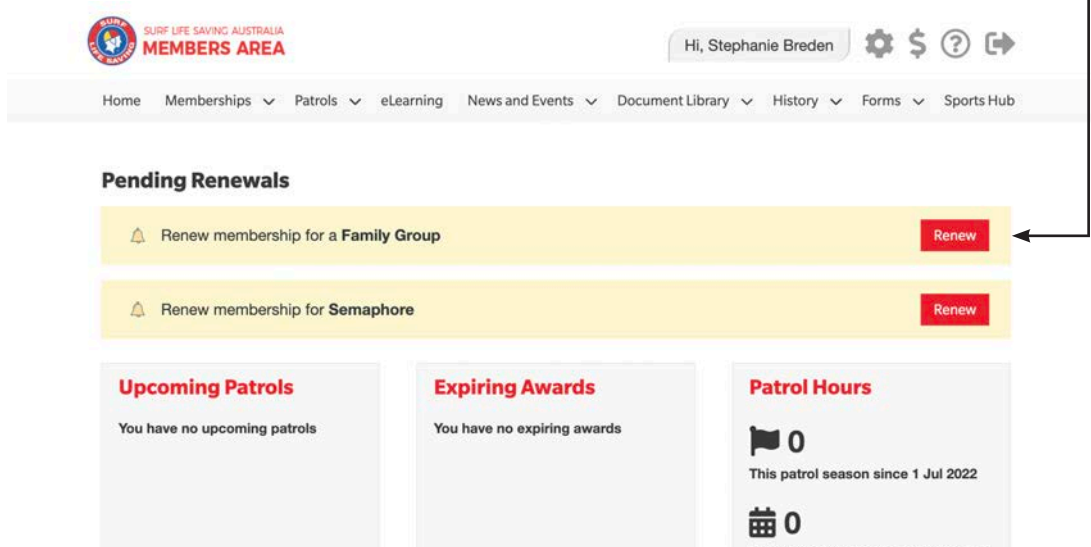 SURF LIFE SAVING AUSTRALIA
MEMBERS AREA
SURF
LIFE SAVING
Hi, Stephanie Breden
$ ?
Home Memberships Patrols eLearning News and Events Document Library History Forms Sports Hub
Pending Renewals
Renew membership for a Family Group Renew
Renew membership for Semaphore Renew
Upcoming Patrols
You have no upcoming patrols
Expiring Awards
You have no expiring awards
Patrol Hours
0
This patrol season since 1 Jul 2022
0